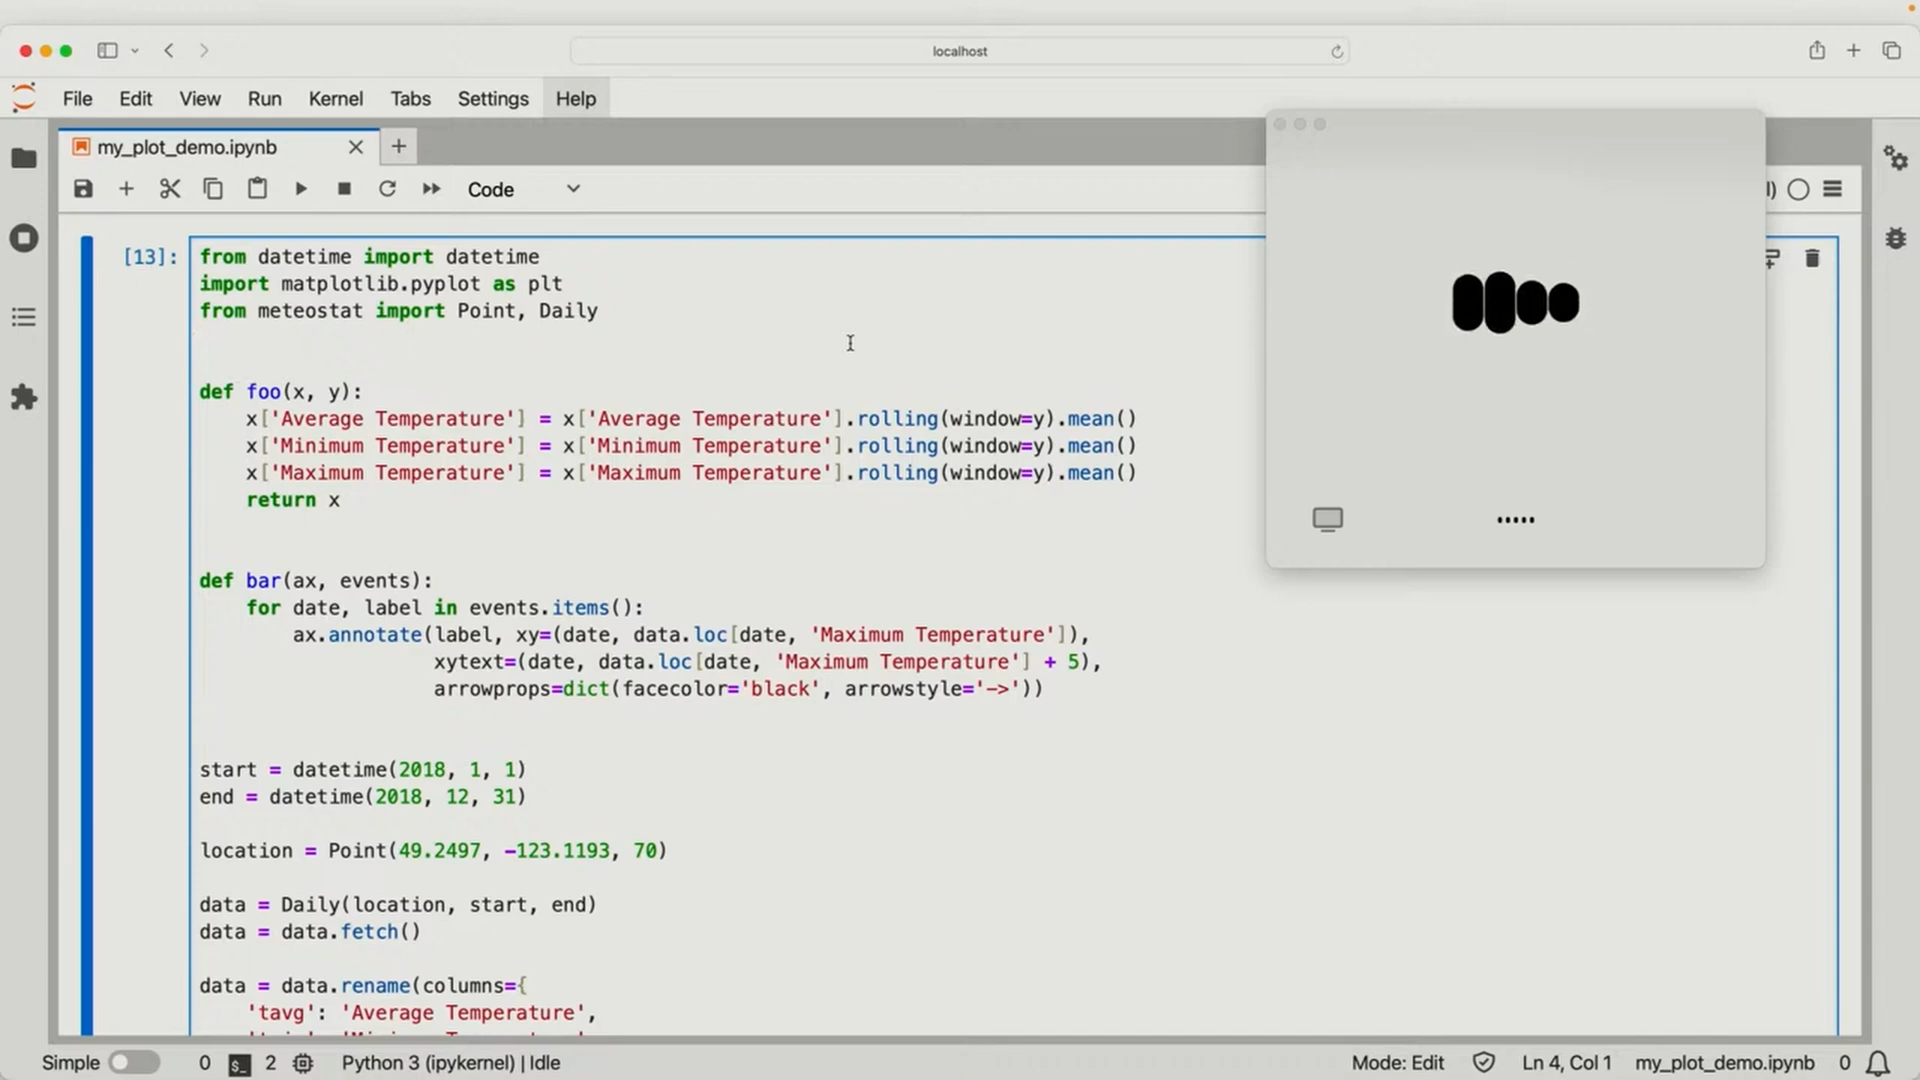 localhost
File Edit View Run Kernel Tabs Settings Help
my_plot_demo.ipynb
Code
[13]:
from datetime import datetime
import matplotlib.pyplot as plt
from meteostat import Point, Daily
def foo(x, y):
    x['Average Temperature'] = x['Average Temperature'].rolling(window=y).mean()
    x['Minimum Temperature'] = x['Minimum Temperature'].rolling(window=y).mean()
    x['Maximum Temperature'] = x['Maximum Temperature'].rolling(window=y).mean()
    return x
def bar(ax, events):
    for date, label in events.items():
        ax.annotate(label, xy=(date, data.loc[date, 'Maximum Temperature']),
                    xytext=(date, data.loc[date, 'Maximum Temperature'] + 5),
                    arrowprops=dict(facecolor='black', arrowstyle='->'))
start = datetime(2018, 1, 1)
end = datetime(2018, 12, 31)
location = Point(49.2497, -123.1193, 70)
data = Daily(location, start, end)
data = data.fetch()
data = data.rename(columns={
    'tavg': 'Average Temperature',
Simple 0 $_ 2 Python 3 (ipykernel) | Idle Mode: Edit Ln 4, Col 1 my_plot_demo.ipynb 0